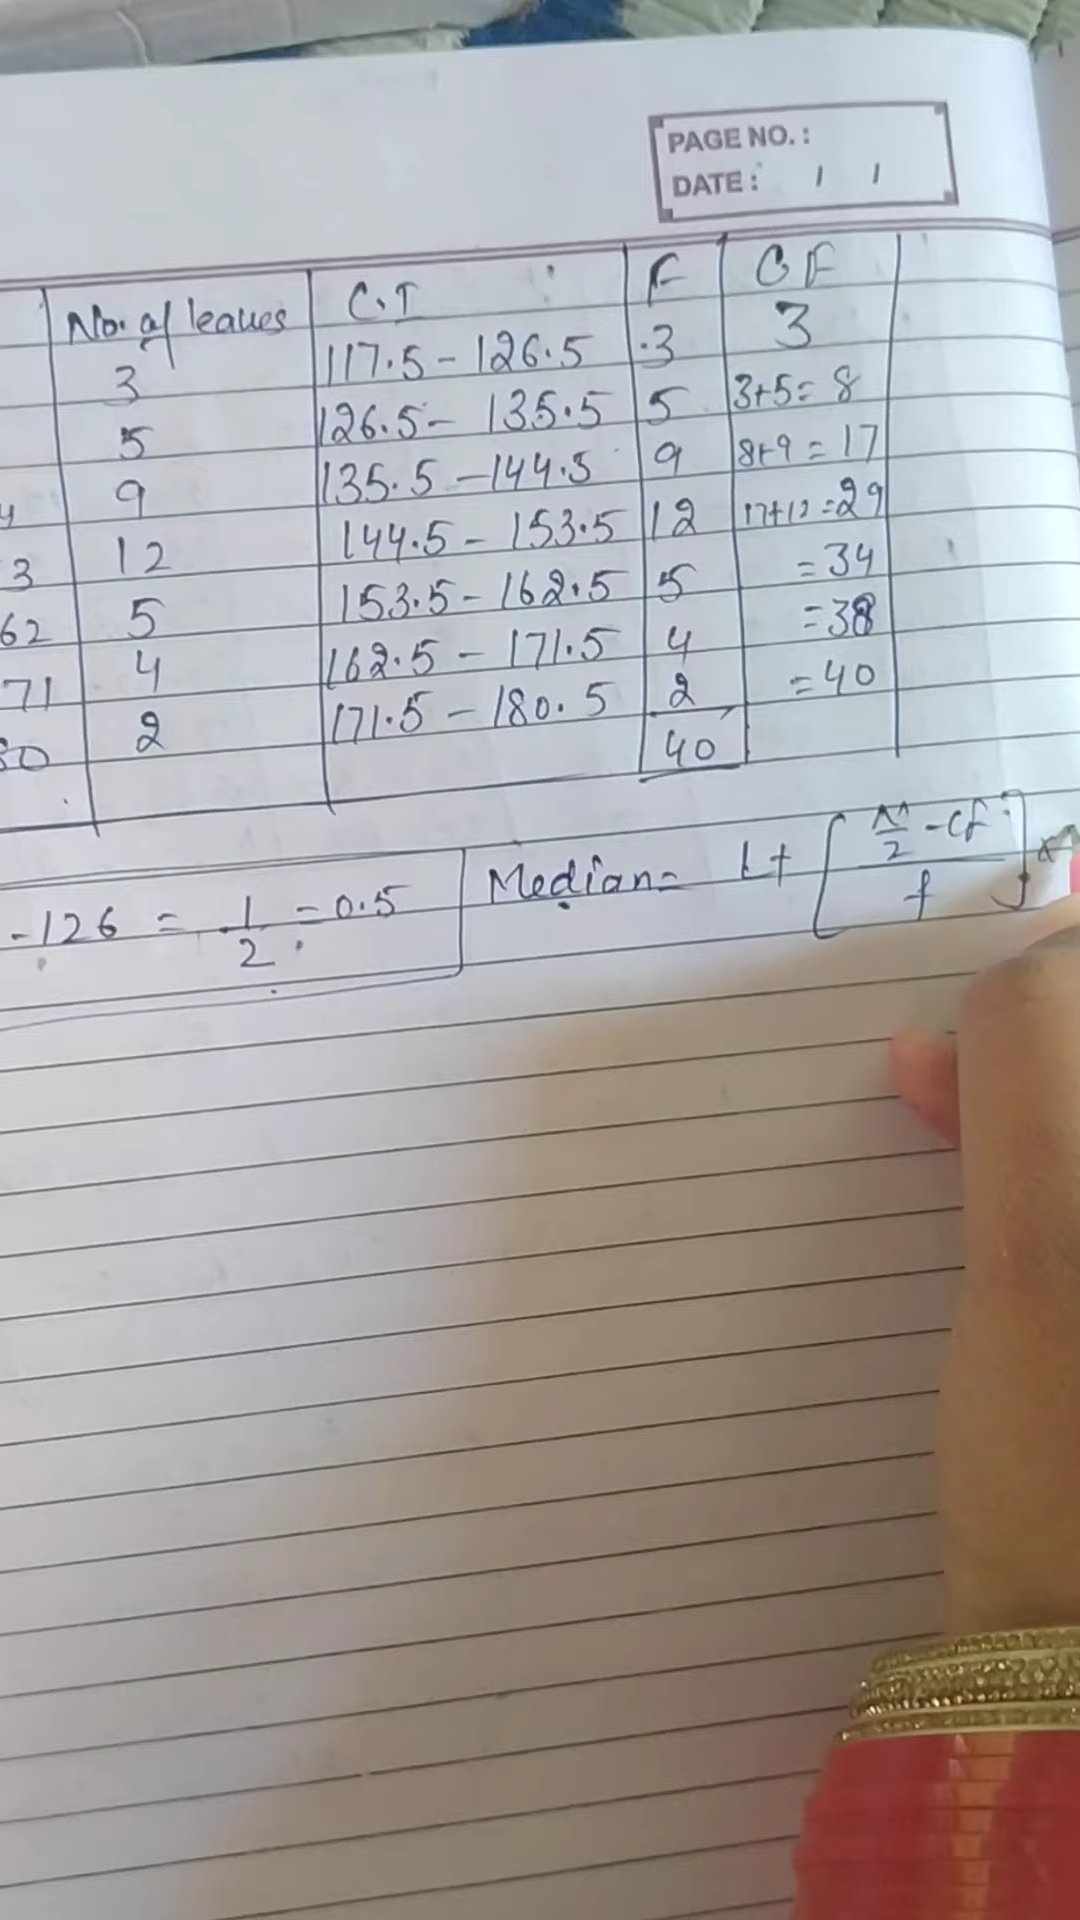 PAGE NO. :
DATE : / /
No. of leaves C.I F CF
3 117.5 - 126.5 3 3
5 126.5 - 135.5 5 3+5= 8
9 135.5 - 144.5 9 8+9 = 17
4 12 144.5 - 153.5 12 17+12 =29
3 5 153.5 - 162.5 5 = 34
62 4 162.5 - 171.5 4 =38
71 2 171.5 - 180.5 2 = 40
80 40
-126 = 1/2 = 0.5 Median = L+ [N/2 - cf / f] ×